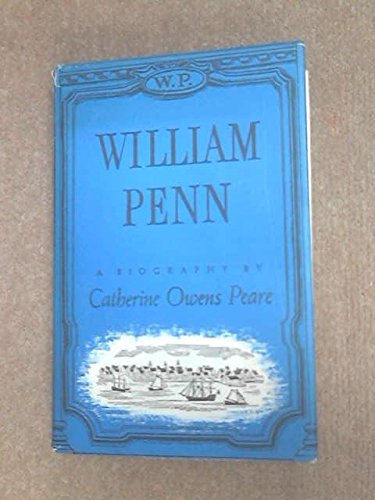 W.P.
WILLIAM
PENN
A BIOGRAPHY BY
Catherine Owens Peare